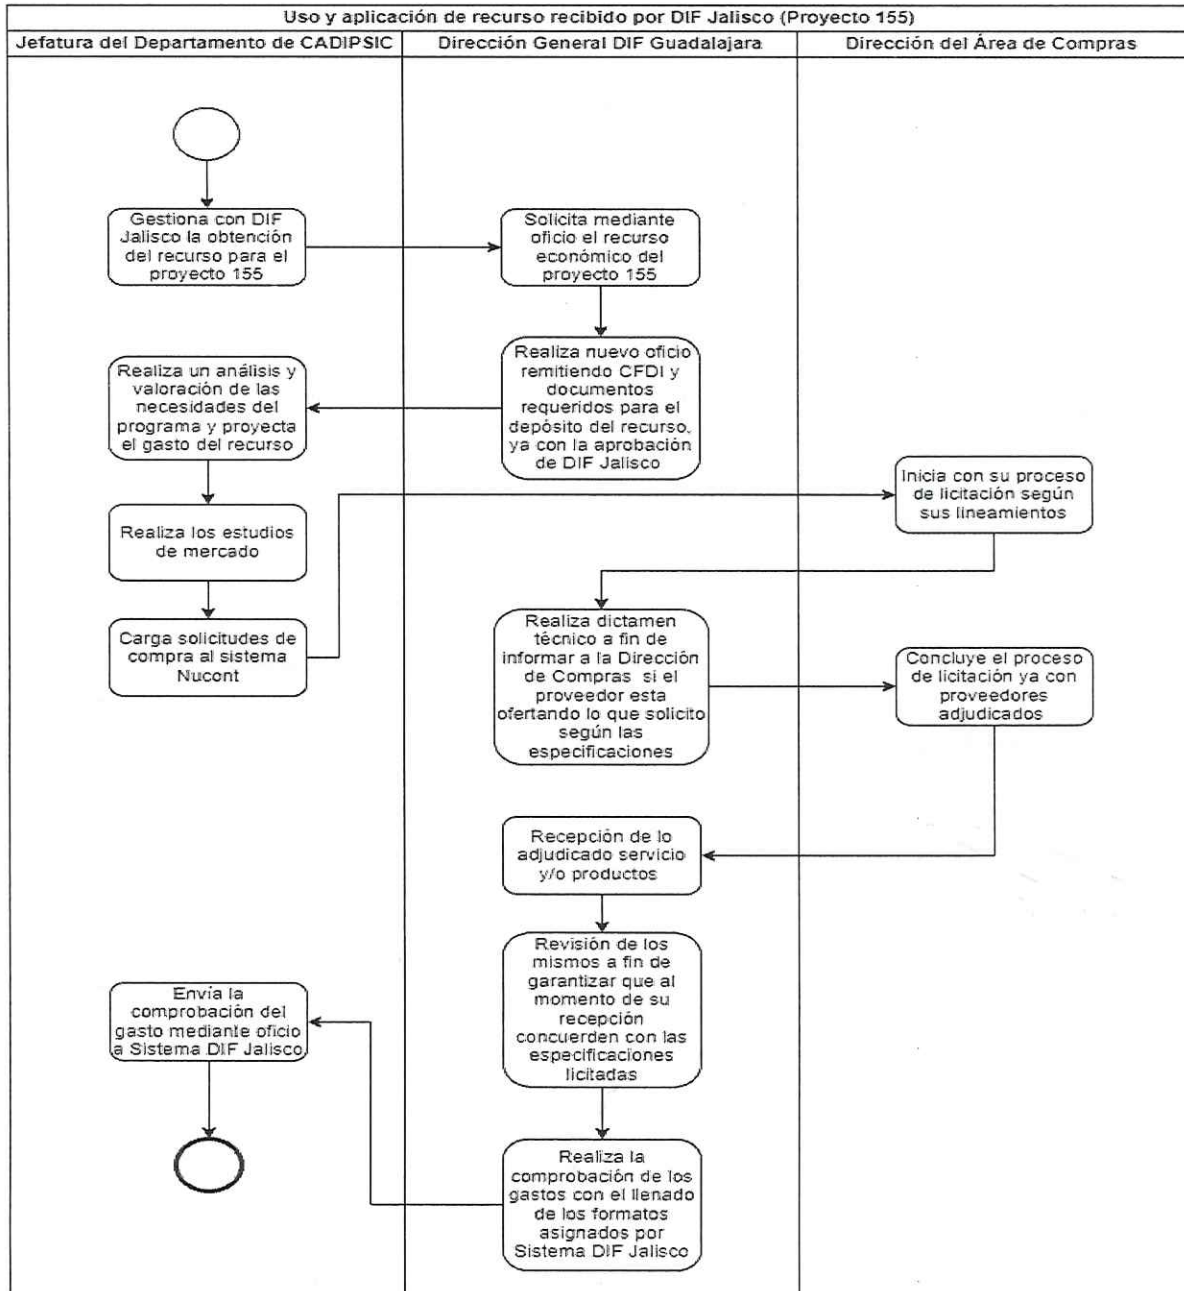 Uso y aplicación de recurso recibido por DIF Jalisco (Proyecto 155)
Jefatura del Departamento de CADIPSIC
Dirección General DIF Guadalajara
Dirección del Área de Compras
Gestiona con DIF
Jalisco la obtención
del recurso para el
proyecto 155
Solicita mediante
oficio el recurso
económico del
proyecto 155
Realiza nuevo oficio
remitiendo CFDI y
documentos
requeridos para el
depósito del recurso,
ya con la aprobación
de DIF Jalisco
Realiza un análisis y
valoración de las
necesidades del
programa y proyecta
el gasto del recurso
Realiza los estudios
de mercado
Carga solicitudes de
compra al sistema
Nucont
Inicia con su proceso
de licitación según
sus lineamientos
Realiza dictamen
técnico a fin de
informar a la Dirección
de Compras si el
proveedor esta
ofertando lo que solicito
según las
especificaciones
Concluye el proceso
de licitación ya con
proveedores
adjudicados
Recepción de lo
adjudicado servicio
y/o productos
Revisión de los
mismos a fin de
garantizar que al
momento de su
recepción
concuerden con las
especificaciones
licitadas
Realiza la
comprobación de los
gastos con el llenado
de los formatos
asignados por
Sistema DIF Jalisco
Envía la
comprobación del
gasto mediante oficio
a Sistema DIF Jalisco